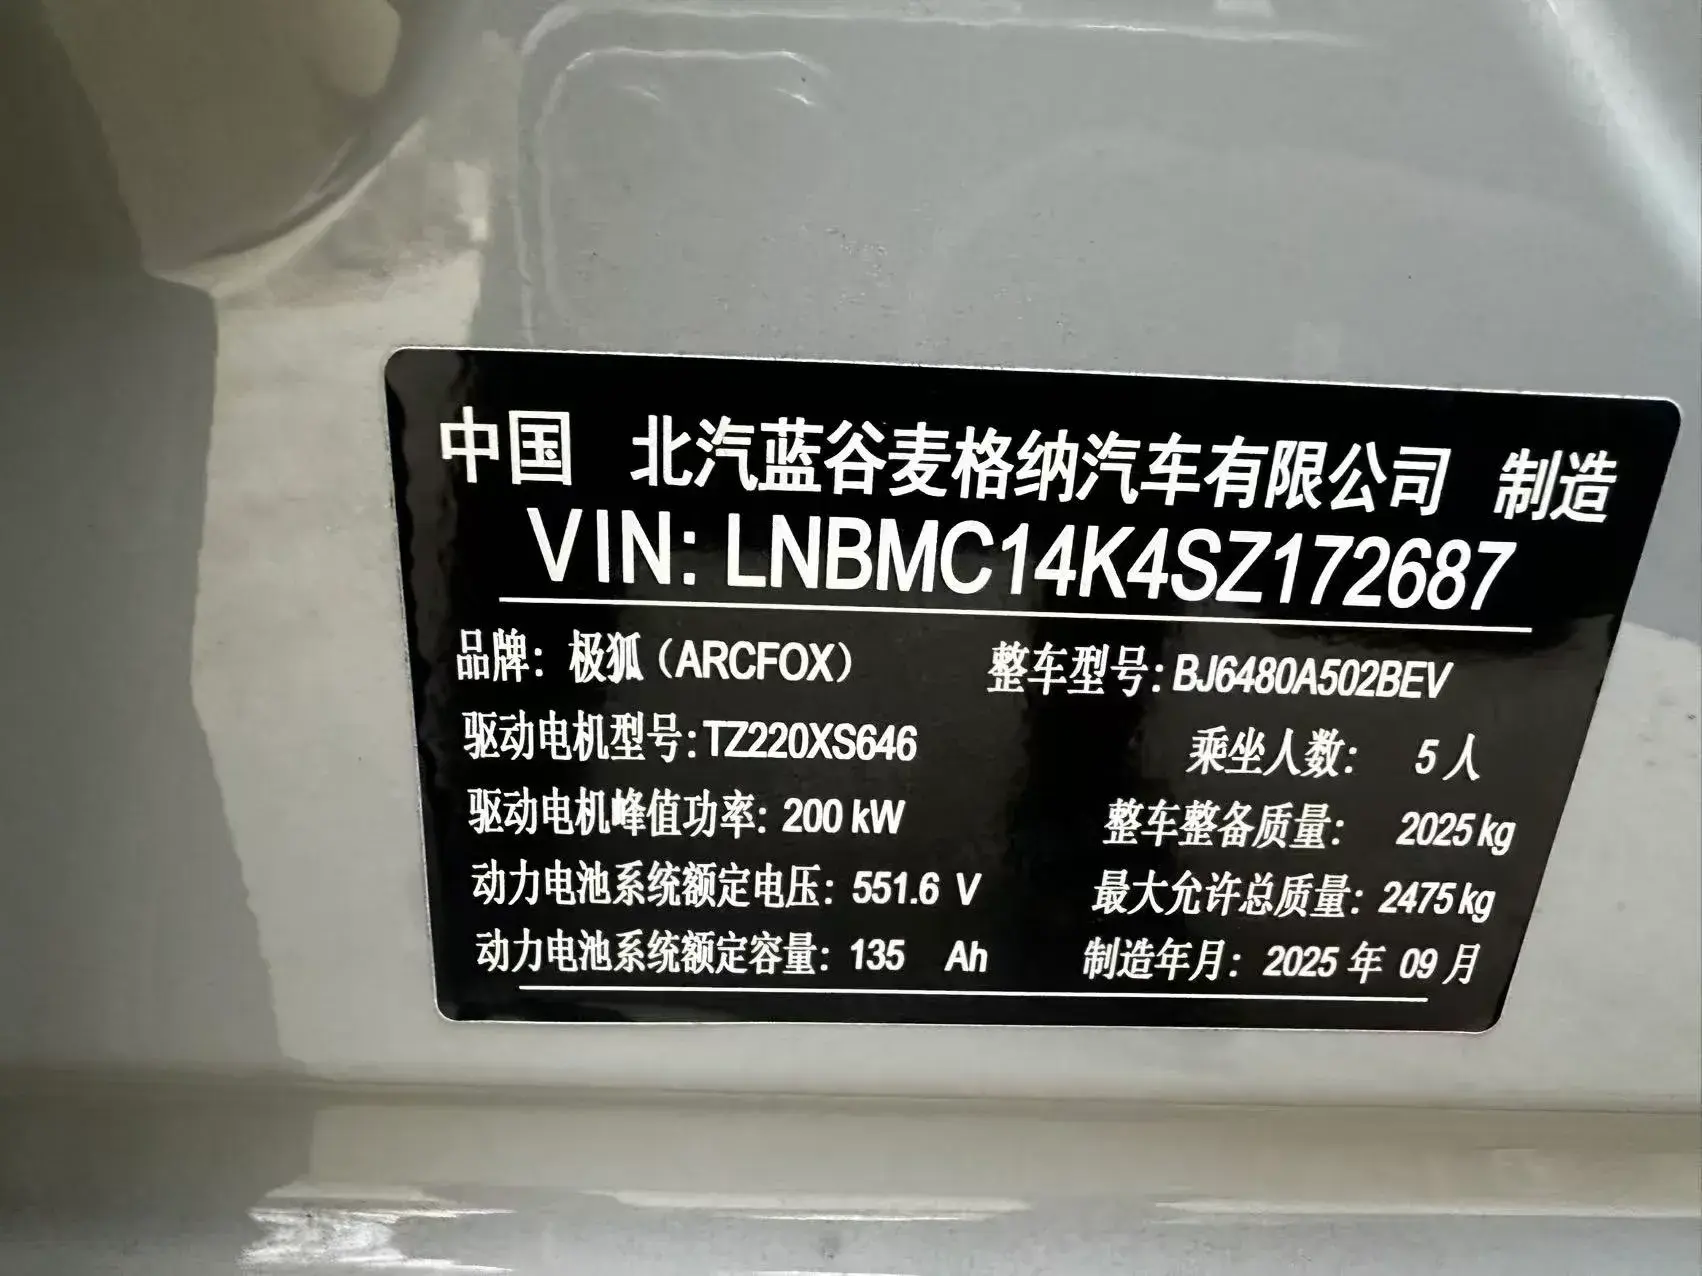 中国 北汽蓝谷麦格纳汽车有限公司 制造
VIN: LNBMC14K4SZ172687
品牌: 极狐（ARCFOX） 整车型号: BJ6480A502BEV
驱动电机型号: TZ220XS646 乘坐人数: 5 人
驱动电机峰值功率: 200 kW 整车整备质量: 2025 kg
动力电池系统额定电压: 551.6 V 最大允许总质量: 2475 kg
动力电池系统额定容量: 135 Ah 制造年月: 2025 年 09 月